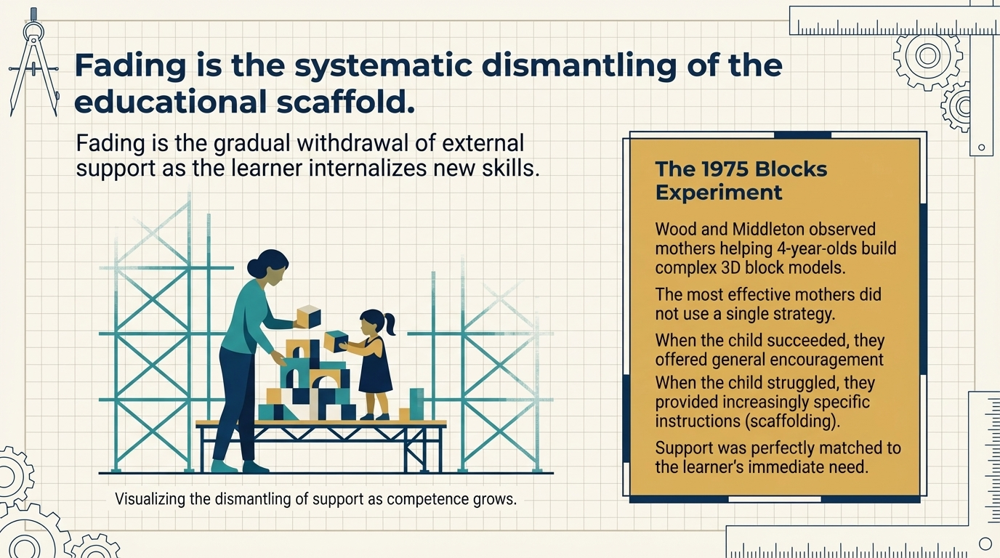 Fading is the systematic dismantling of the
educational scaffold.
Fading is the gradual withdrawal of external
support as the learner internalizes new skills.
Visualizing the dismantling of support as competence grows.
The 1975 Blocks
Experiment
Wood and Middleton observed
mothers helping 4-year-olds build
complex 3D block models.
The most effective mothers did
not use a single strategy.
When the child succeeded, they
offered general encouragement
When the child struggled, they
provided increasingly specific
instructions (scaffolding).
Support was perfectly matched to
the learner's immediate need.